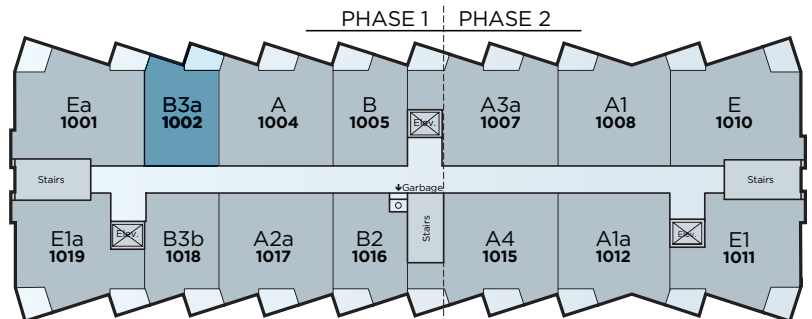 PHASE 1 PHASE 2
Ea
1001
B3a
1002
A
1004
B
1005
Elev.
A3a
1007
A1
1008
E
1010
Stairs
Garbage
Stairs
Stairs
E1a
1019
Elev.
B3b
1018
A2a
1017
B2
1016
A4
1015
A1a
1012
Elev.
E1
1011